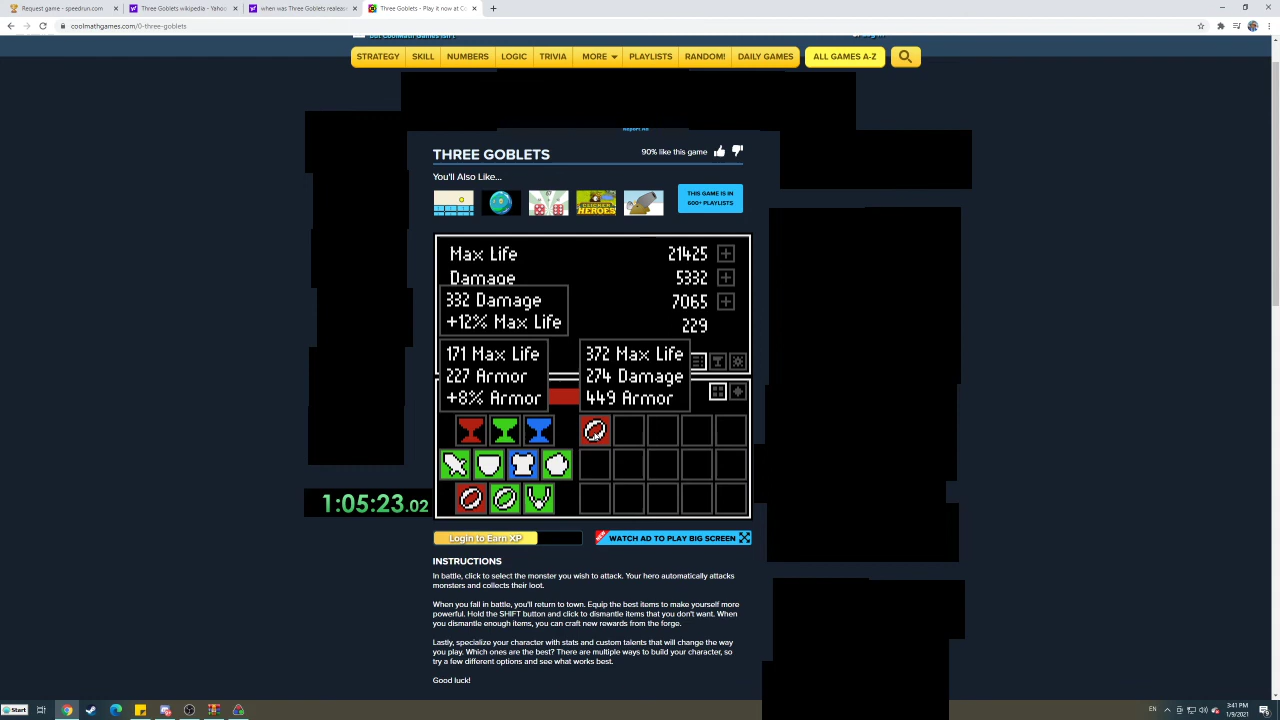 Request game - speedrun.com
Three Goblets wikipedia - Yahoo
when was Three Goblets realeas
Three Goblets - Play it now at Co
coolmathgames.com/0-three-goblets
STRATEGY SKILL NUMBERS LOGIC TRIVIA MORE PLAYLISTS RANDOM! DAILY GAMES ALL GAMES A-Z
Report Ad
THREE GOBLETS
90% like this game
You'll Also Like...
CLICKER
HEROES
THIS GAME IS IN
600+ PLAYLISTS
Max Life 21425
Damage 5332
7065
229
332 Damage
+12% Max Life
171 Max Life
227 Armor
+8% Armor
372 Max Life
274 Damage
449 Armor
1:05:23.02
Login to Earn XP
NEW
WATCH AD TO PLAY BIG SCREEN
INSTRUCTIONS
In battle, click to select the monster you wish to attack. Your hero automatically attacks
monsters and collects their loot.
When you fall in battle, you'll return to town. Equip the best items to make yourself more
powerful. Hold the SHIFT button and click to dismantle items that you don't want. When
you dismantle enough items, you can craft new rewards from the forge.
Lastly, specialize your character with stats and custom talents that will change the way
you play. Which ones are the best? There are multiple ways to build your character, so
try a few different options and see what works best.
Good luck!
Start
EN
3:41 PM
1/9/2021